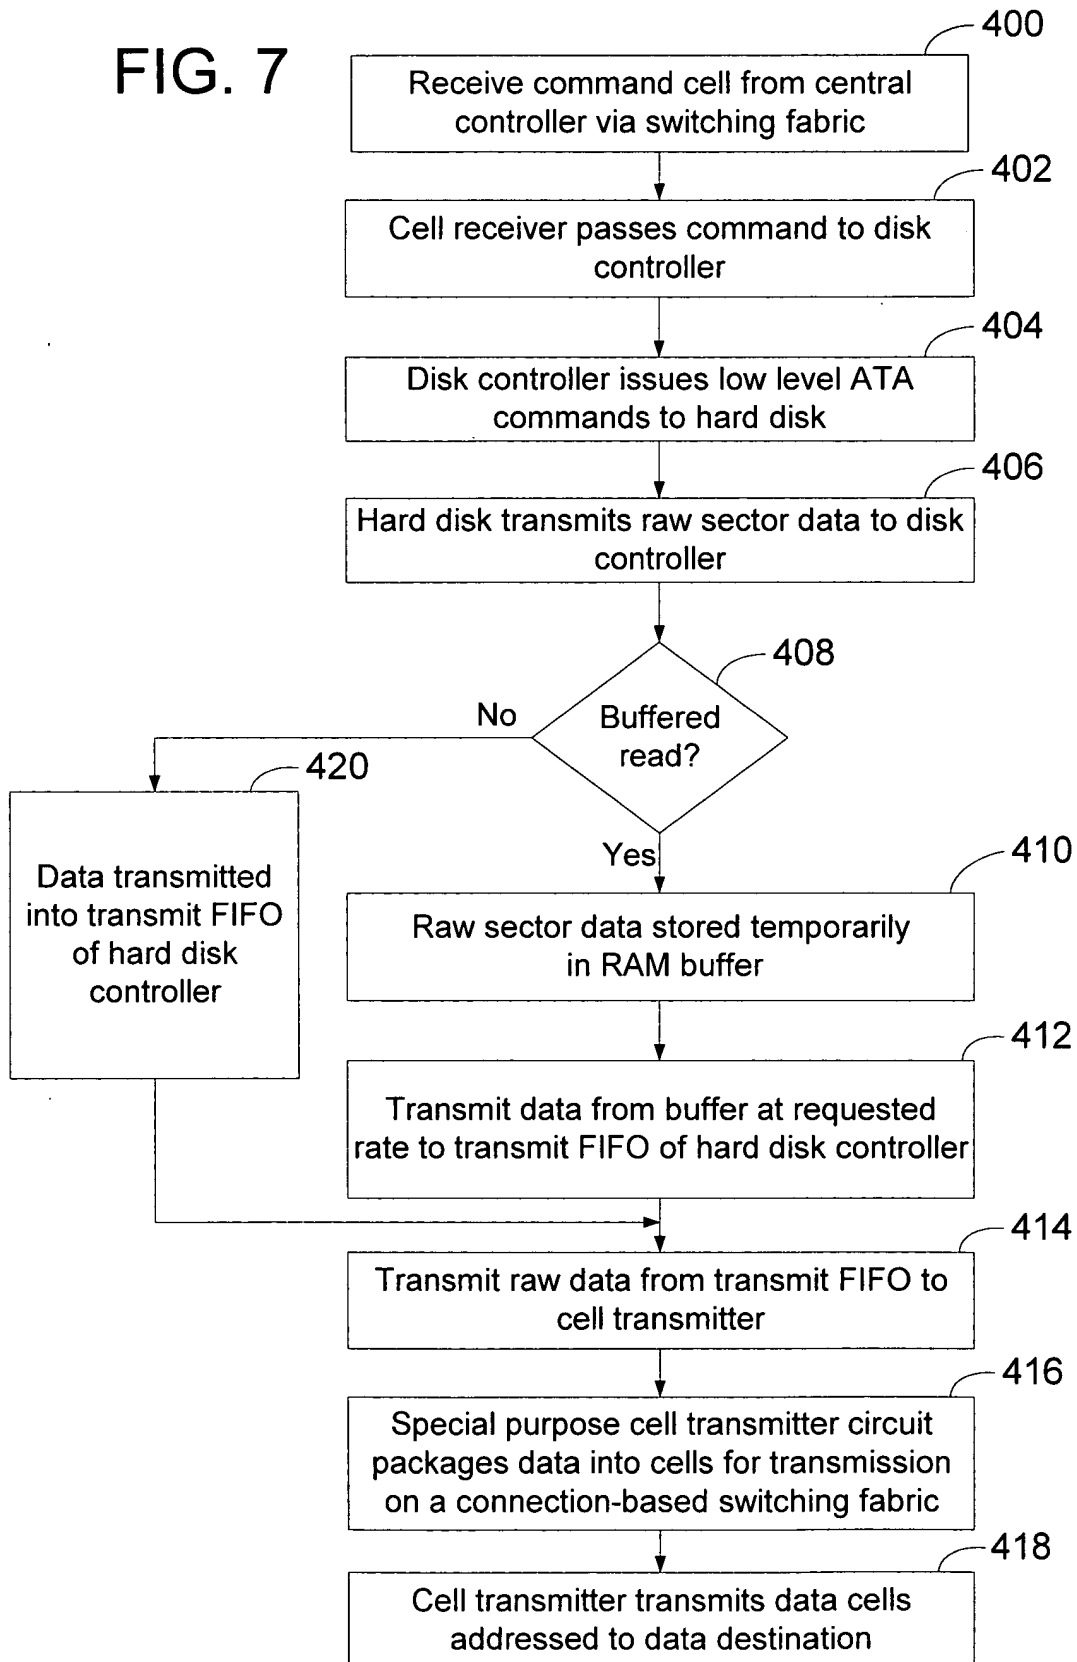 FIG. 7
400
Receive command cell from central
controller via switching fabric
402
Cell receiver passes command to disk
controller
404
Disk controller issues low level ATA
commands to hard disk
406
Hard disk transmits raw sector data to disk
controller
408
Buffered
read?
No
420
Data transmitted
into transmit FIFO
of hard disk
controller
Yes
410
Raw sector data stored temporarily
in RAM buffer
412
Transmit data from buffer at requested
rate to transmit FIFO of hard disk controller
414
Transmit raw data from transmit FIFO to
cell transmitter
416
Special purpose cell transmitter circuit
packages data into cells for transmission
on a connection-based switching fabric
418
Cell transmitter transmits data cells
addressed to data destination